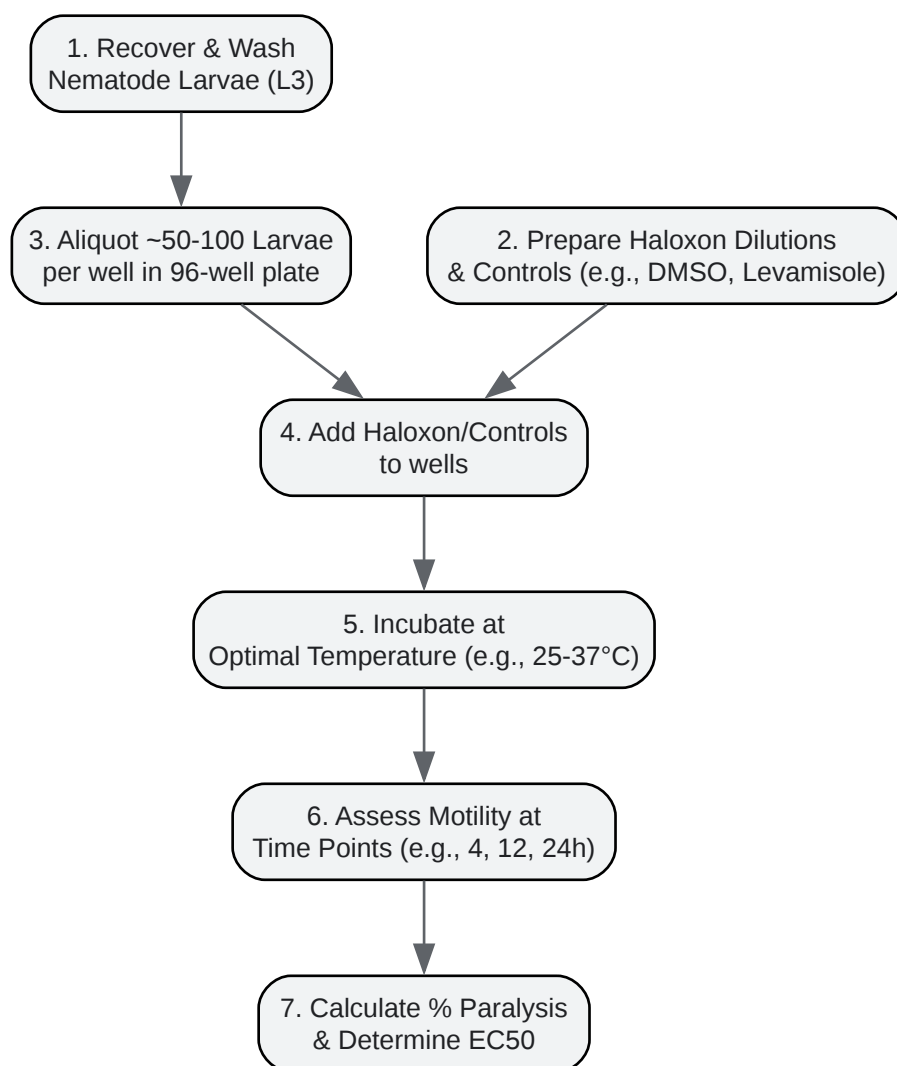 1. Recover & Wash
Nematode Larvae (L3)
3. Aliquot ~50-100 Larvae
per well in 96-well plate
2. Prepare Haloxon Dilutions
& Controls (e.g., DMSO, Levamisole)
4. Add Haloxon/Controls
to wells
5. Incubate at
Optimal Temperature (e.g., 25-37°C)
6. Assess Motility at
Time Points (e.g., 4, 12, 24h)
7. Calculate % Paralysis
& Determine EC50